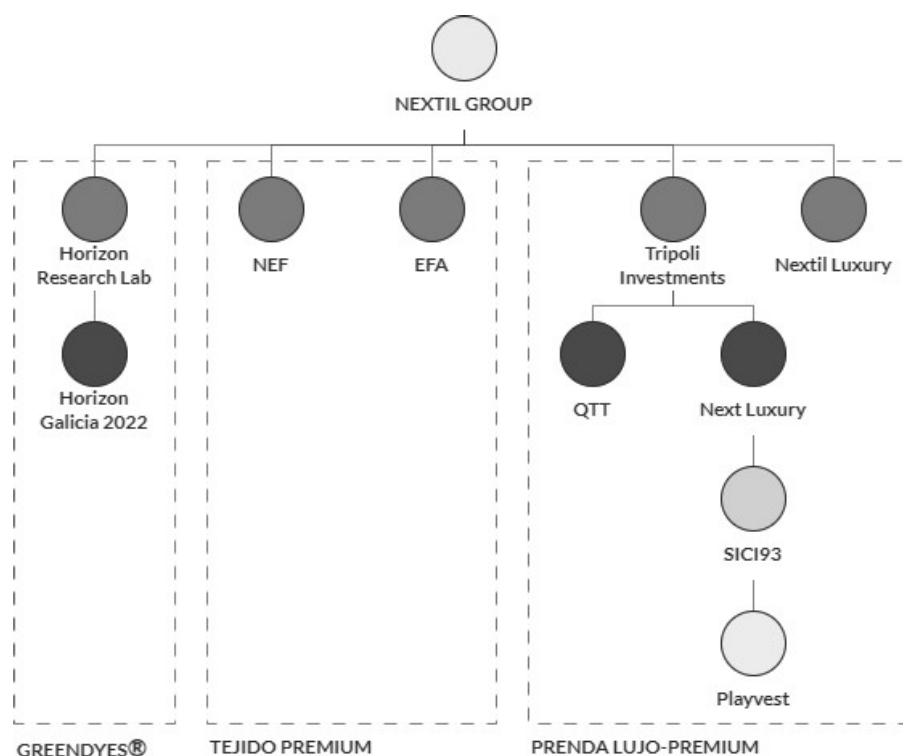 NEXTIL GROUP
Horizon
Research Lab
NEF
EFA
Tripoli
Investments
Nextil Luxury
Horizon
Galicia 2022
QTT
Next Luxury
SICI93
Playvest
GREENDYES®
TEJIDO PREMIUM
PRENDA LUJO-PREMIUM